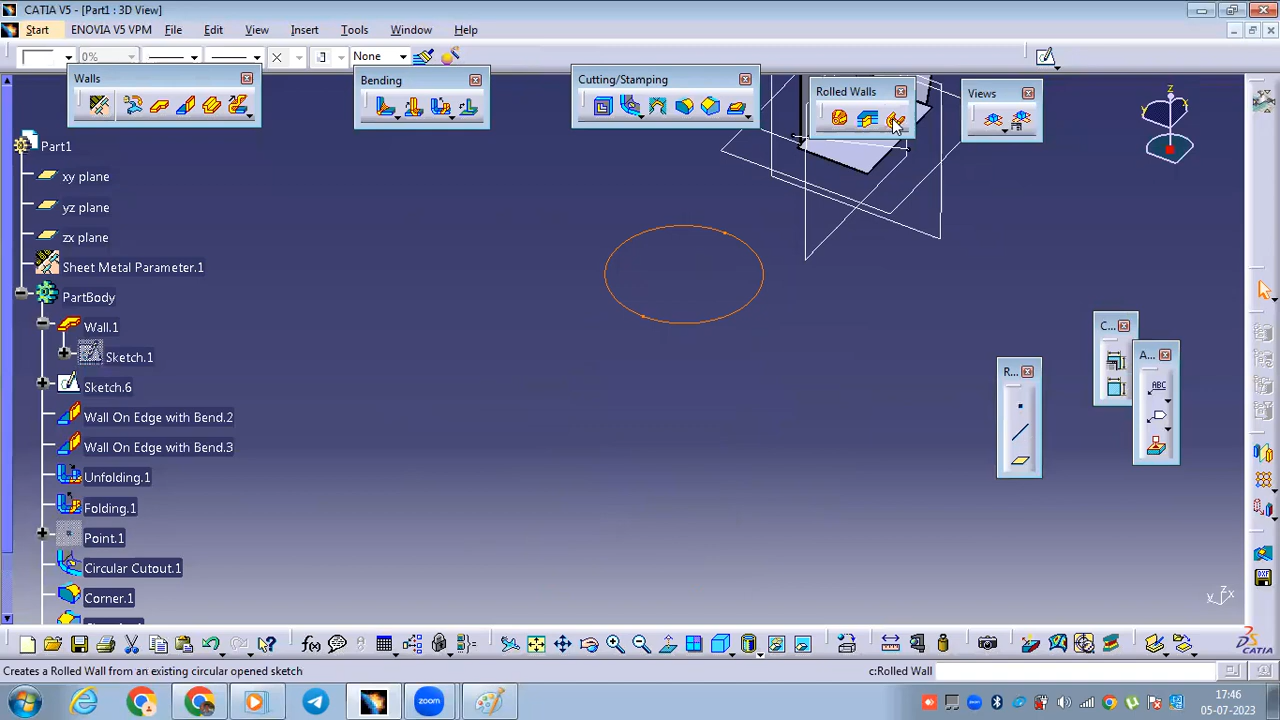 CATIA V5 - [Part1 : 3D View]
Start
ENOVIA V5 VPM
File
Edit
View
Insert
Tools
Window
Help
0%
None
Walls
Bending
Cutting/Stamping
Rolled Walls
Views
Part1
xy plane
yz plane
zx plane
Sheet Metal Parameter.1
PartBody
Wall.1
Sketch.1
Sketch.6
Wall On Edge with Bend.2
Wall On Edge with Bend.3
Unfolding.1
Folding.1
Point.1
Circular Cutout.1
Corner.1
z
y
C...
A...
R...
ABC
y z x
CATIA
Creates a Rolled Wall from an existing circular opened sketch
c:Rolled Wall
zoom
17:46
05-07-2023